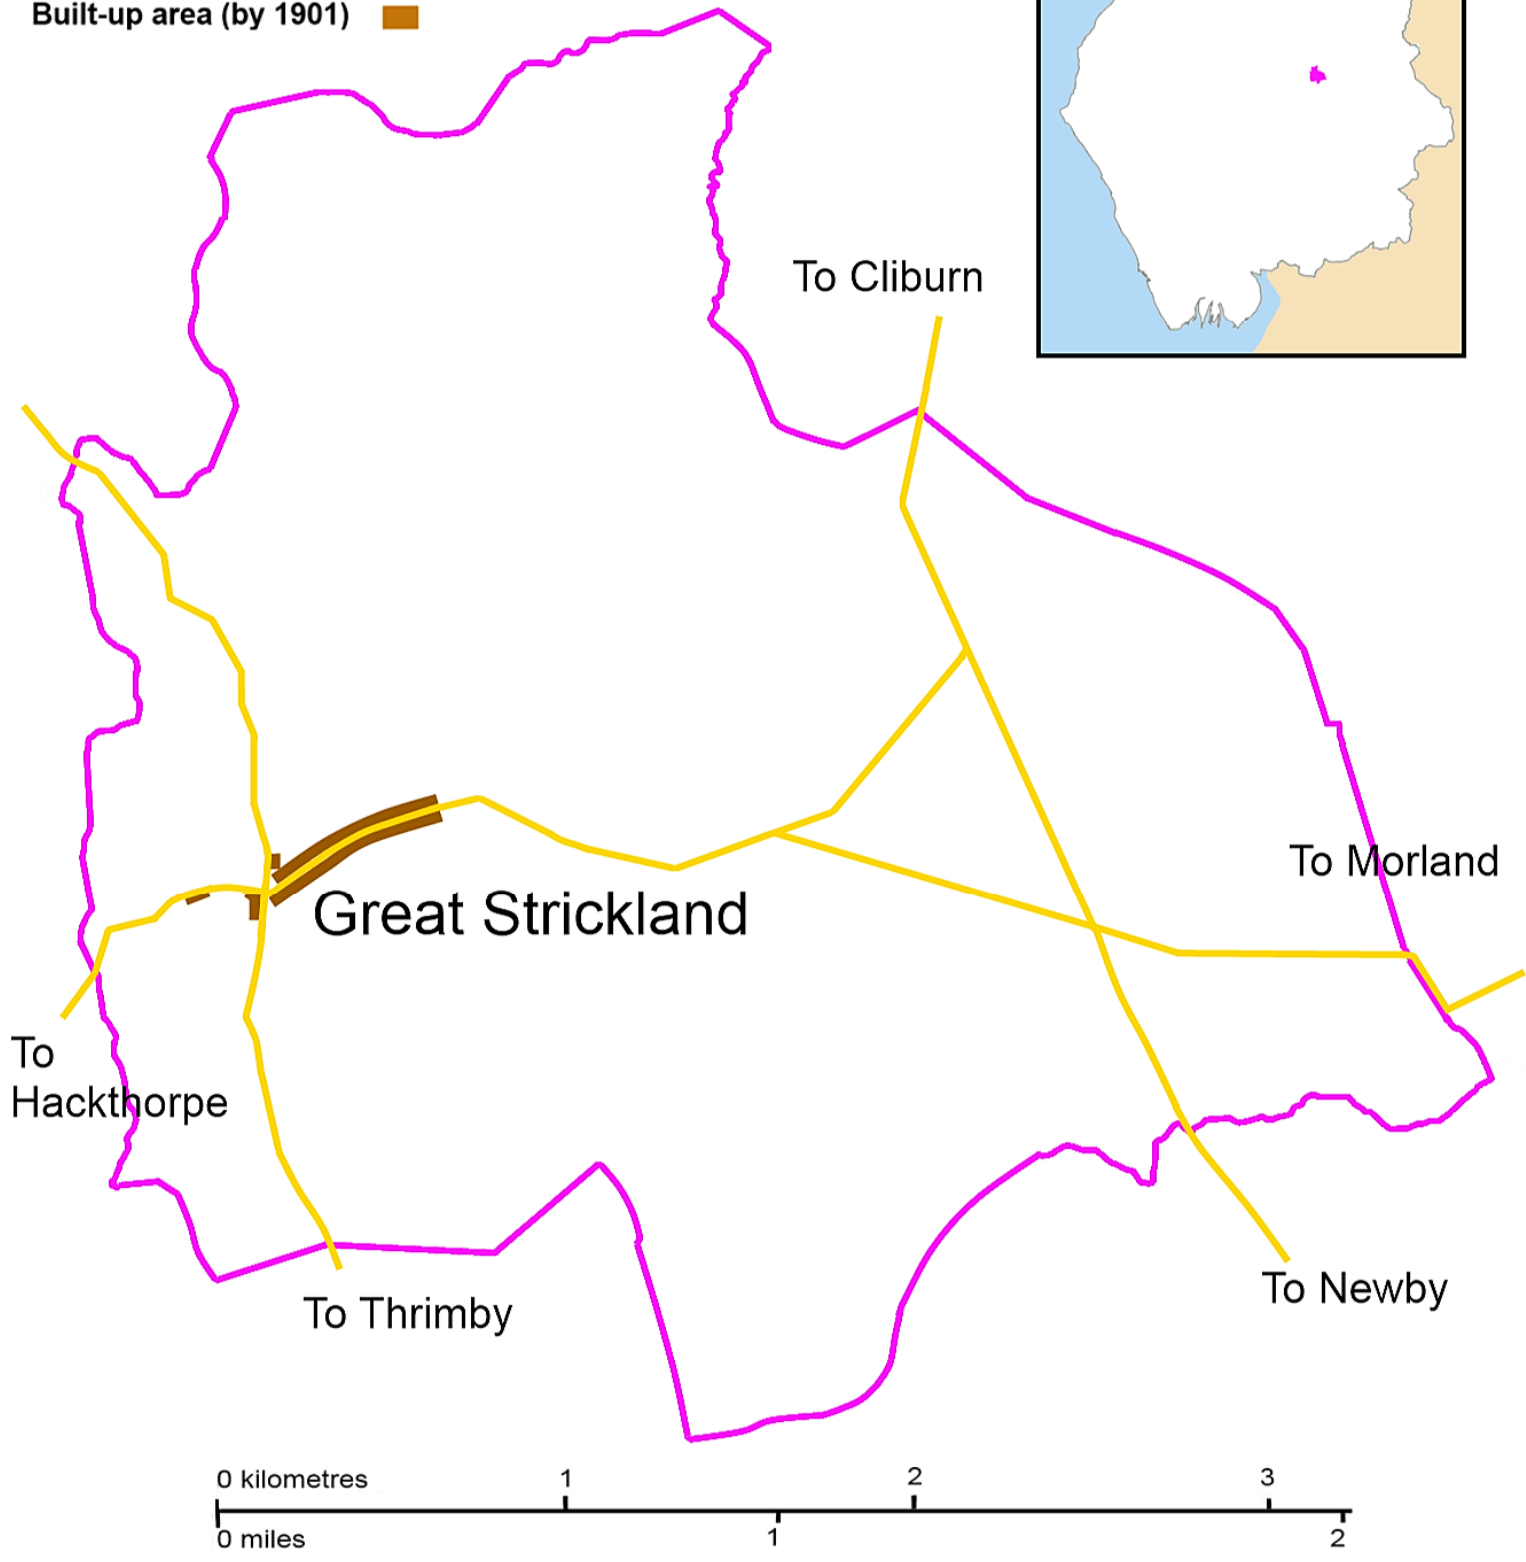 Built-up area (by 1901)
To Cliburn
To Morland
Great Strickland
To
Hackthorpe
To Newby
To Thrimby
0 kilometres 1 2 3
0 miles 1 2